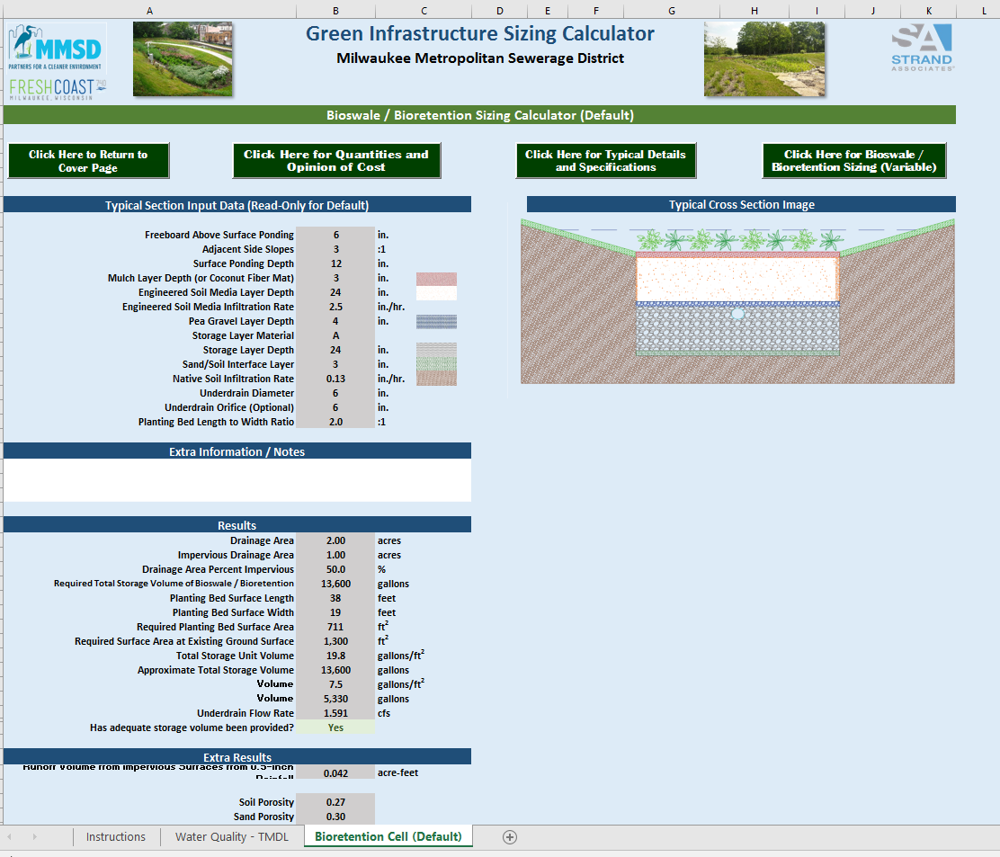 A B C D E F G H I J K L
MMSD
PARTNERS FOR A CLEANER ENVIRONMENT
FRESHCOAST 740
MILWAUKEE, WISCONSIN
Green Infrastructure Sizing Calculator
Milwaukee Metropolitan Sewerage District
SA
STRAND
ASSOCIATES®
Bioswale / Bioretention Sizing Calculator (Default)
Click Here to Return to
Cover Page
Click Here for Quantities and
Opinion of Cost
Click Here for Typical Details
and Specifications
Click Here for Bioswale /
Bioretention Sizing (Variable)
Typical Section Input Data (Read-Only for Default)
Typical Cross Section Image
Freeboard Above Surface Ponding 6 in.
Adjacent Side Slopes 3 :1
Surface Ponding Depth 12 in.
Mulch Layer Depth (or Coconut Fiber Mat) 3 in.
Engineered Soil Media Layer Depth 24 in.
Engineered Soil Media Infiltration Rate 2.5 in./hr.
Pea Gravel Layer Depth 4 in.
Storage Layer Material A
Storage Layer Depth 24 in.
Sand/Soil Interface Layer 3 in.
Native Soil Infiltration Rate 0.13 in./hr.
Underdrain Diameter 6 in.
Underdrain Orifice (Optional) 6 in.
Planting Bed Length to Width Ratio 2.0 :1
Extra Information / Notes
Results
Drainage Area 2.00 acres
Impervious Drainage Area 1.00 acres
Drainage Area Percent Impervious 50.0 %
Required Total Storage Volume of Bioswale / Bioretention 13,600 gallons
Planting Bed Surface Length 38 feet
Planting Bed Surface Width 19 feet
Required Planting Bed Surface Area 711 ft²
Required Surface Area at Existing Ground Surface 1,300 ft²
Total Storage Unit Volume 19.8 gallons/ft²
Approximate Total Storage Volume 13,600 gallons
Volume 7.5 gallons/ft²
Volume 5,330 gallons
Underdrain Flow Rate 1.591 cfs
Has adequate storage volume been provided? Yes
Extra Results
Runoff Volume from Impervious Surfaces from 0.5-inch
Rainfall 0.042 acre-feet
Soil Porosity 0.27
Sand Porosity 0.30
Instructions Water Quality - TMDL Bioretention Cell (Default)